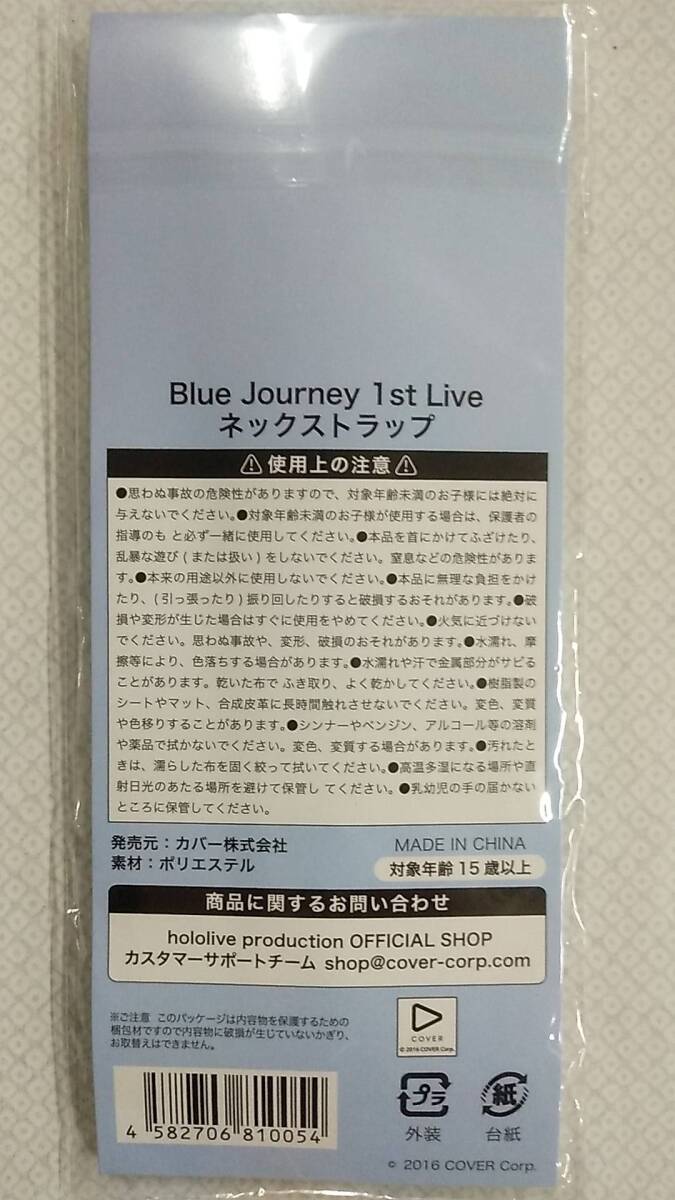 Blue Journey 1st Live
ネックストラップ
⚠使用上の注意⚠
●思わぬ事故の危険性がありますので、対象年齢未満のお子様には絶対に
与えないでください。●対象年齢未満のお子様が使用する場合は、保護者の
指導のも と必ず一緒に使用してください。●本品を首にかけてふざけたり、
乱暴な遊び ( または扱い ) をしないでください。窒息などの危険性がありま
す。●本来の用途以外に使用しないでください。●本品に無理な負担をかけ
たり、( 引っ張ったり ) 振り回したりすると破損するおそれがあります。●破
損や変形が生じた場合はすぐに使用をやめてください。●火気に近づけない
でください。思わぬ事故や、変形、破損のおそれがあります。●水濡れ、摩
擦等により、色落ちする場合があります。●水濡れや汗で金属部分がサビる
ことがあります。乾いた布で ふき取り、よく乾かしてください。●樹脂製の
シートやマット、合成皮革に長時間触れさせないでください。変色、変質
や色移りすることがあります。●シンナーやベンジン、アルコール等の溶剤
や薬品で拭かないでください。変色、変質する場合があります。●汚れたと
きは、濡らした布を固く絞って拭いてください。●高温多湿になる場所や直
射日光のあたる場所を避けて保管し てください。●乳幼児の手の届かない
ところに保管してください。
発売元：カバー株式会社
MADE IN CHINA
素材：ポリエステル
対象年齢 15 歳以上
商品に関するお問い合わせ
hololive production OFFICIAL SHOP
カスタマーサポートチーム shop@cover-corp.com
※ご注意 このパッケージは内容物を保護するための
梱包材ですので内容物に破損が生じていないかぎり、
お取替えはできません。
COVER
© 2016 COVER Corp.
4 582706 810054
プラ
外装
紙
台紙
© 2016 COVER Corp.